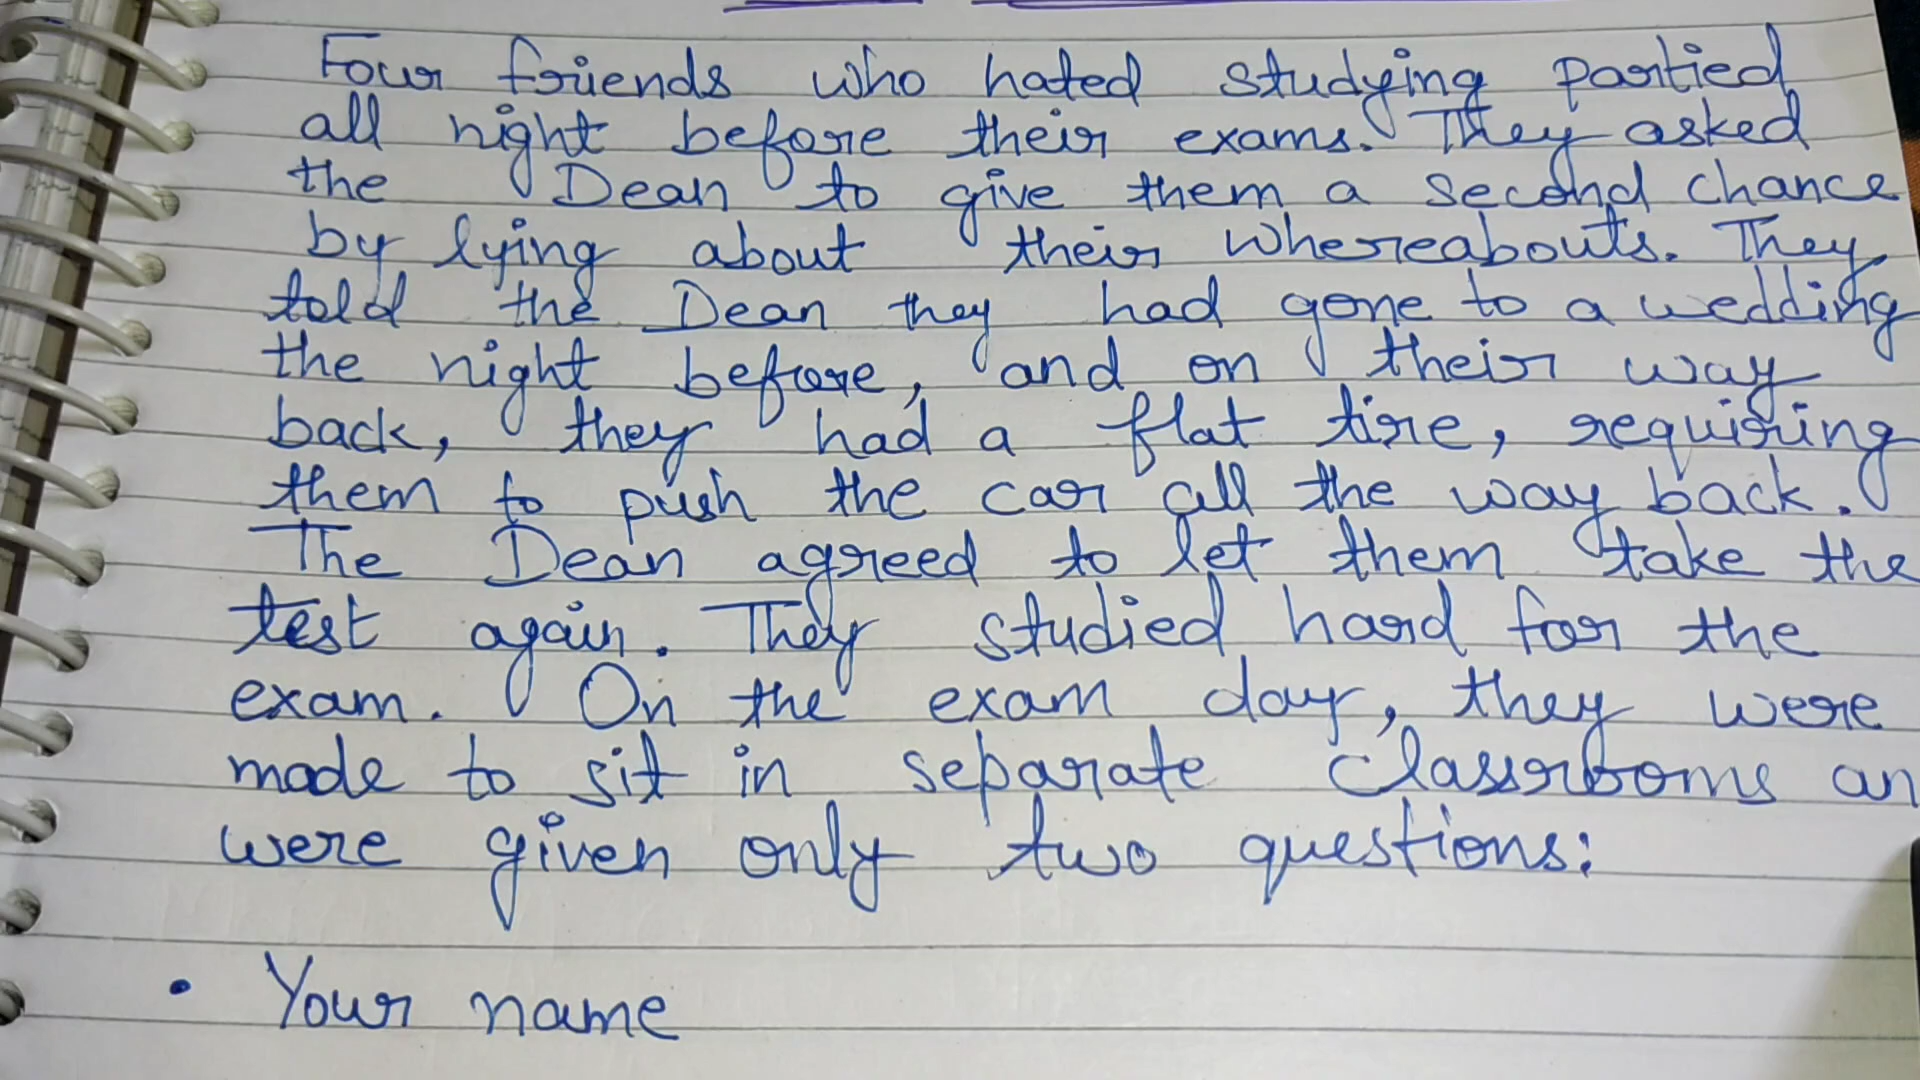 Four friends who hated studying partied
all night before their exams. They asked
the Dean to give them a second chance
by lying about their whereabouts. They
told the Dean they had gone to a wedding
the night before, and on their way
back, they had a flat tire, requiring
them to push the car all the way back.
The Dean agreed to let them take the
test again. They studied hard for the
exam. On the exam day, they were
made to sit in separate classrooms an
were given only two questions:
• Your name